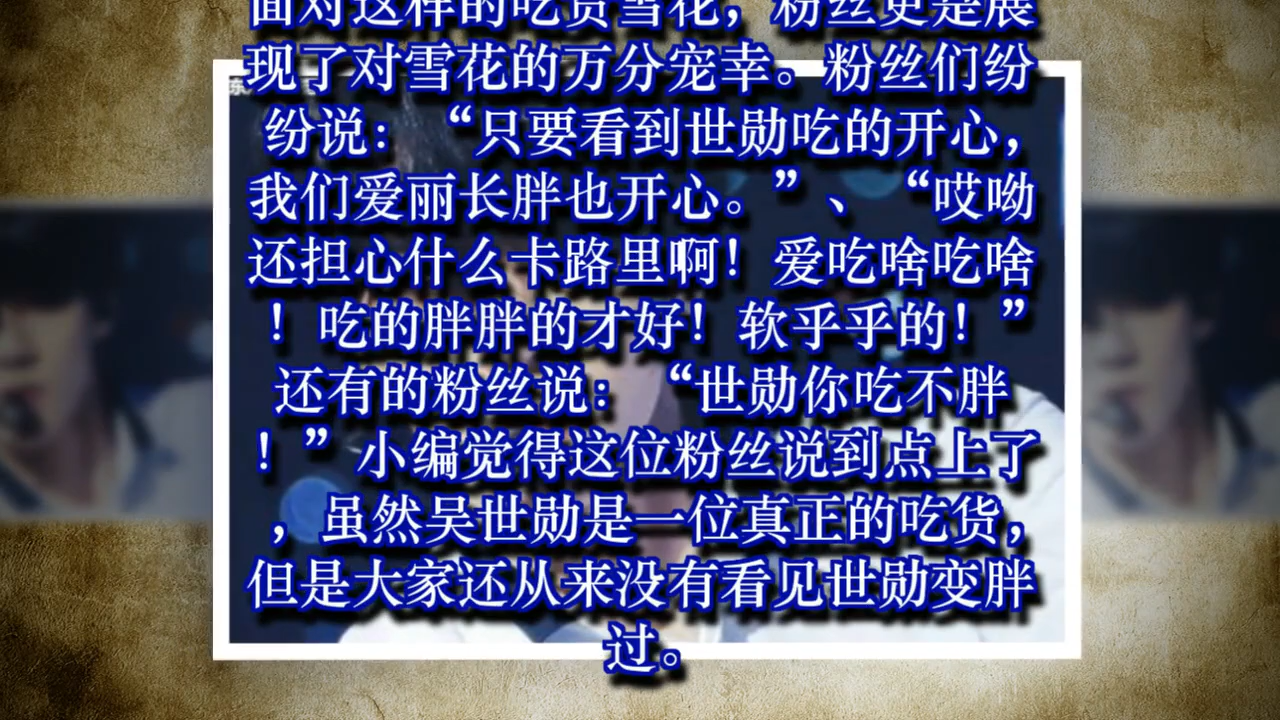 面对这样的吃货雪花，粉丝更是展
现了对雪花的万分宠幸。粉丝们纷
纷说：“只要看到世勋吃的开心，
我们爱丽长胖也开心。”、“哎呦
还担心什么卡路里啊！爱吃啥吃啥
！吃的胖胖的才好！软乎乎的！”
还有的粉丝说：“世勋你吃不胖
！”小编觉得这位粉丝说到点上了
，虽然吴世勋是一位真正的吃货，
但是大家还从来没有看见世勋变胖
过。